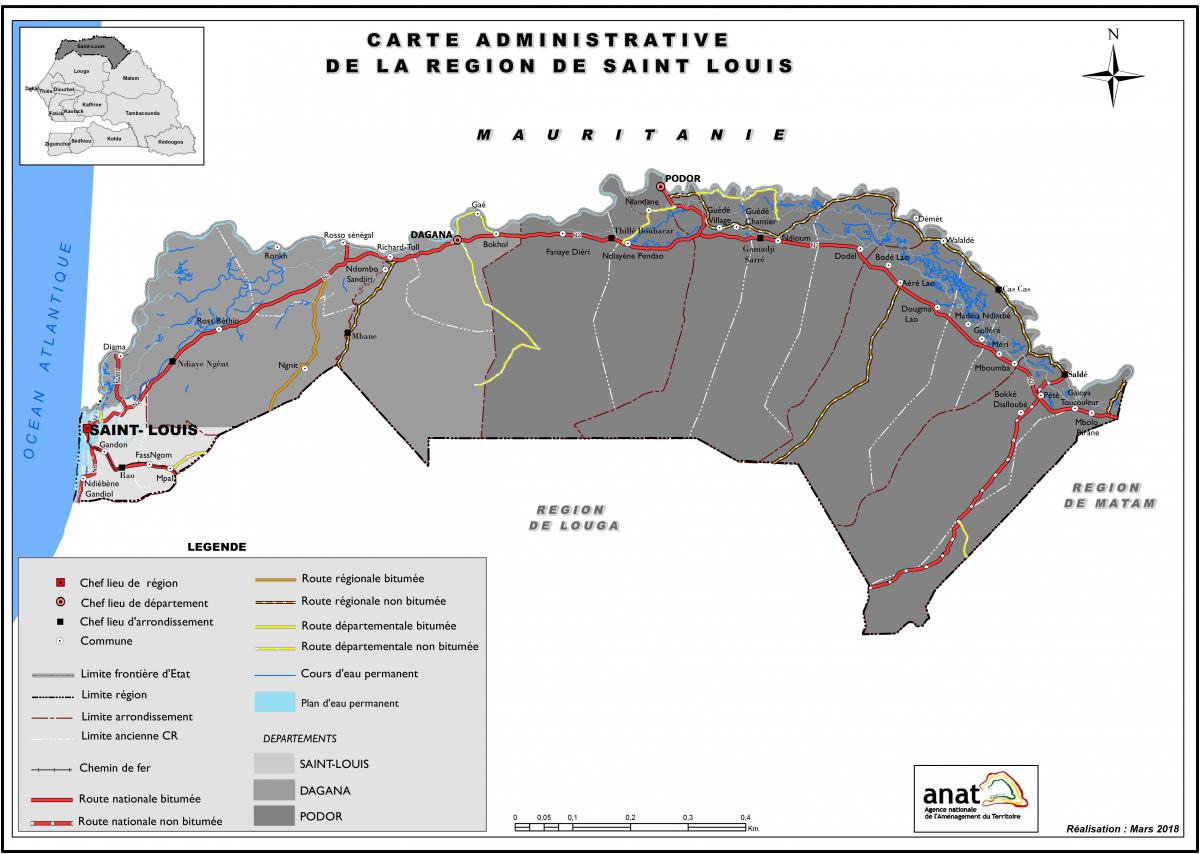 CARTE ADMINISTRATIVE
DE LA REGION DE SAINT LOUIS
N
Saint-Louis
Louga
Matam
Dakar
Thiès
Diourbel
Fatick
Kaolack
Kaffrine
Tambacounda
Ziguinchor
Sédhiou
Kolda
Kédougou
MAURITANIE
OCEAN ATLANTIQUE
PODOR
Niandane
Guédé
Village
Guédé
Chantier
Gaé
DAGANA
Bokhol
Thillé Boubacar
Fanaye Diéri
N2
Ndiayène Pendao
Gamadji
Sarré
Ndioum
N2
Démét
Walaldé
Dodél
Bodé Lao
Rosso sénégal
Richard-Toll
Ronkh
Ndombo
Sandjiri
N2
Aéré Lao
Cas Cas
Dougma
Lao
Madina Ndiatbé
Golléré
Méri
Mboumba
Saldé
N2
Ross Béthio
Mbane
Diama
Ndiaye Ngént
Ngnit
Bokké
Dialloubé
Pété
Galoya
Toucouleur
Mbolo
Birane
SAINT- LOUIS
Gandon
FassNgom
Rao
Mpal
Ndiébène
Gandiol
REGION
DE LOUGA
REGION
DE MATAM
LEGENDE
Chef lieu de région
Chef lieu de département
Chef lieu d'arrondissement
Commune
Limite frontière d'Etat
Limite région
Limite arrondissement
Limite ancienne CR
Chemin de fer
Route nationale bitumée
Route nationale non bitumée
Route régionale bitumée
Route régionale non bitumée
Route départementale bitumée
Route départementale non bitumée
Cours d'eau permanent
Plan d'eau permanent
DEPARTEMENTS
SAINT-LOUIS
DAGANA
PODOR
0 0,05 0,1 0,2 0,3 0,4
Km
anat
Agence nationale
de l'Aménagement du Territoire
Réalisation : Mars 2018